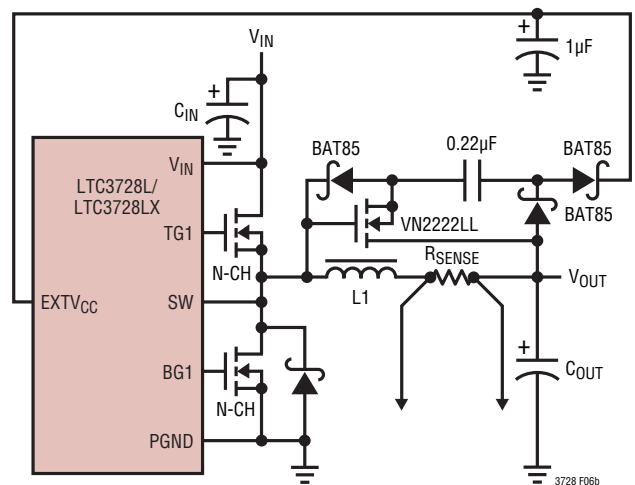 +
1µF
VIN
+
CIN
BAT85
0.22µF
BAT85
VIN
LTC3728L/
LTC3728LX
BAT85
VN2222LL
TG1
RSENSE
N-CH
VOUT
L1
EXTVCC
SW
+
COUT
BG1
N-CH
PGND
3728 F06b